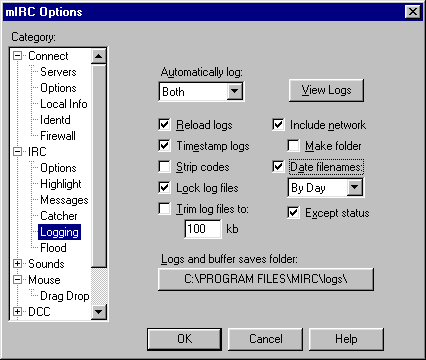 mIRC Options
Category:
Connect
Servers
Options
Local Info
Identd
Firewall
IRC
Options
Highlight
Messages
Catcher
Logging
Flood
Sounds
Mouse
Drag Drop
DCC
Automatically log:
Both
View Logs
Reload logs
Include network
Timestamp logs
Make folder
Strip codes
Date filenames:
Lock log files
By Day
Trim log files to:
Except status
100 kb
Logs and buffer saves folder:
C:\PROGRAM FILES\MIRC\logs\
OK
Cancel
Help